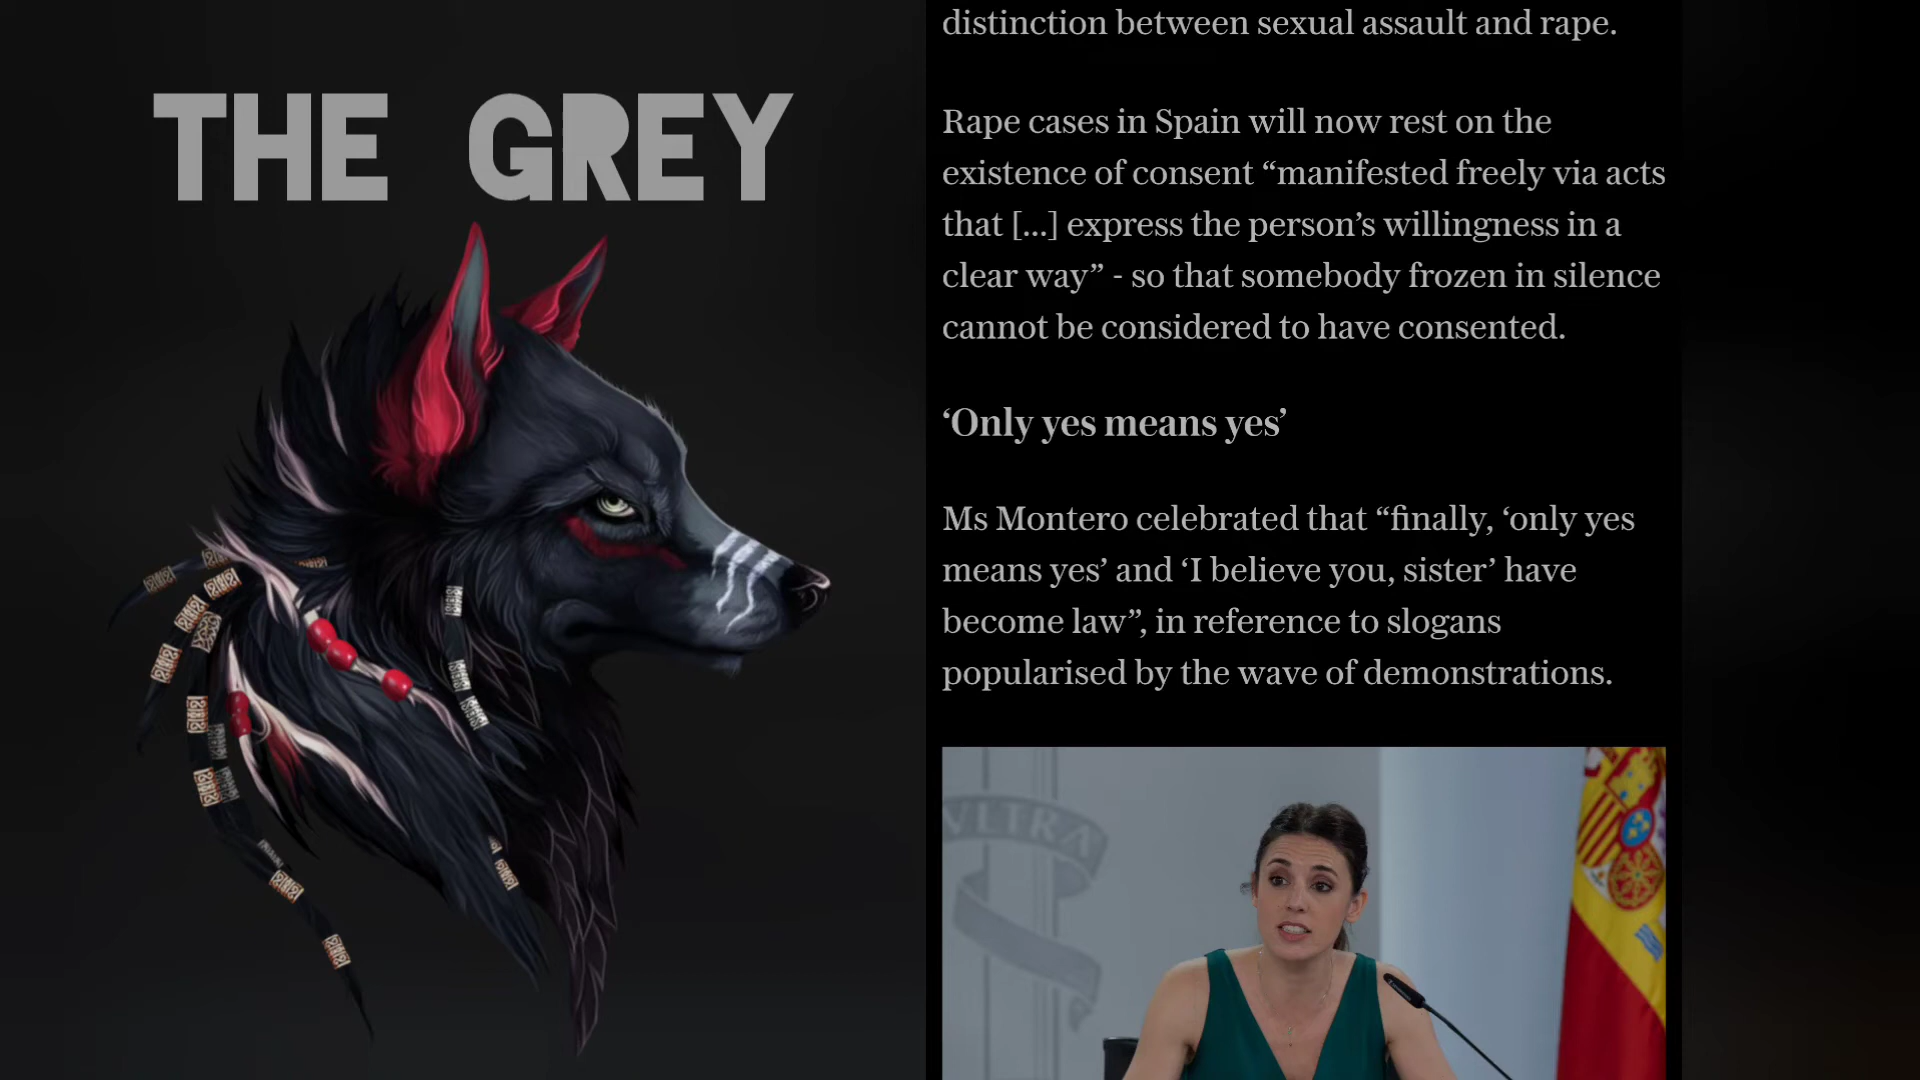 THE GREY
distinction between sexual assault and rape.
Rape cases in Spain will now rest on the
existence of consent “manifested freely via acts
that [...] express the person’s willingness in a
clear way” - so that somebody frozen in silence
cannot be considered to have consented.
‘Only yes means yes’
Ms Montero celebrated that “finally, ‘only yes
means yes’ and ‘I believe you, sister’ have
become law”, in reference to slogans
popularised by the wave of demonstrations.
VLTRA